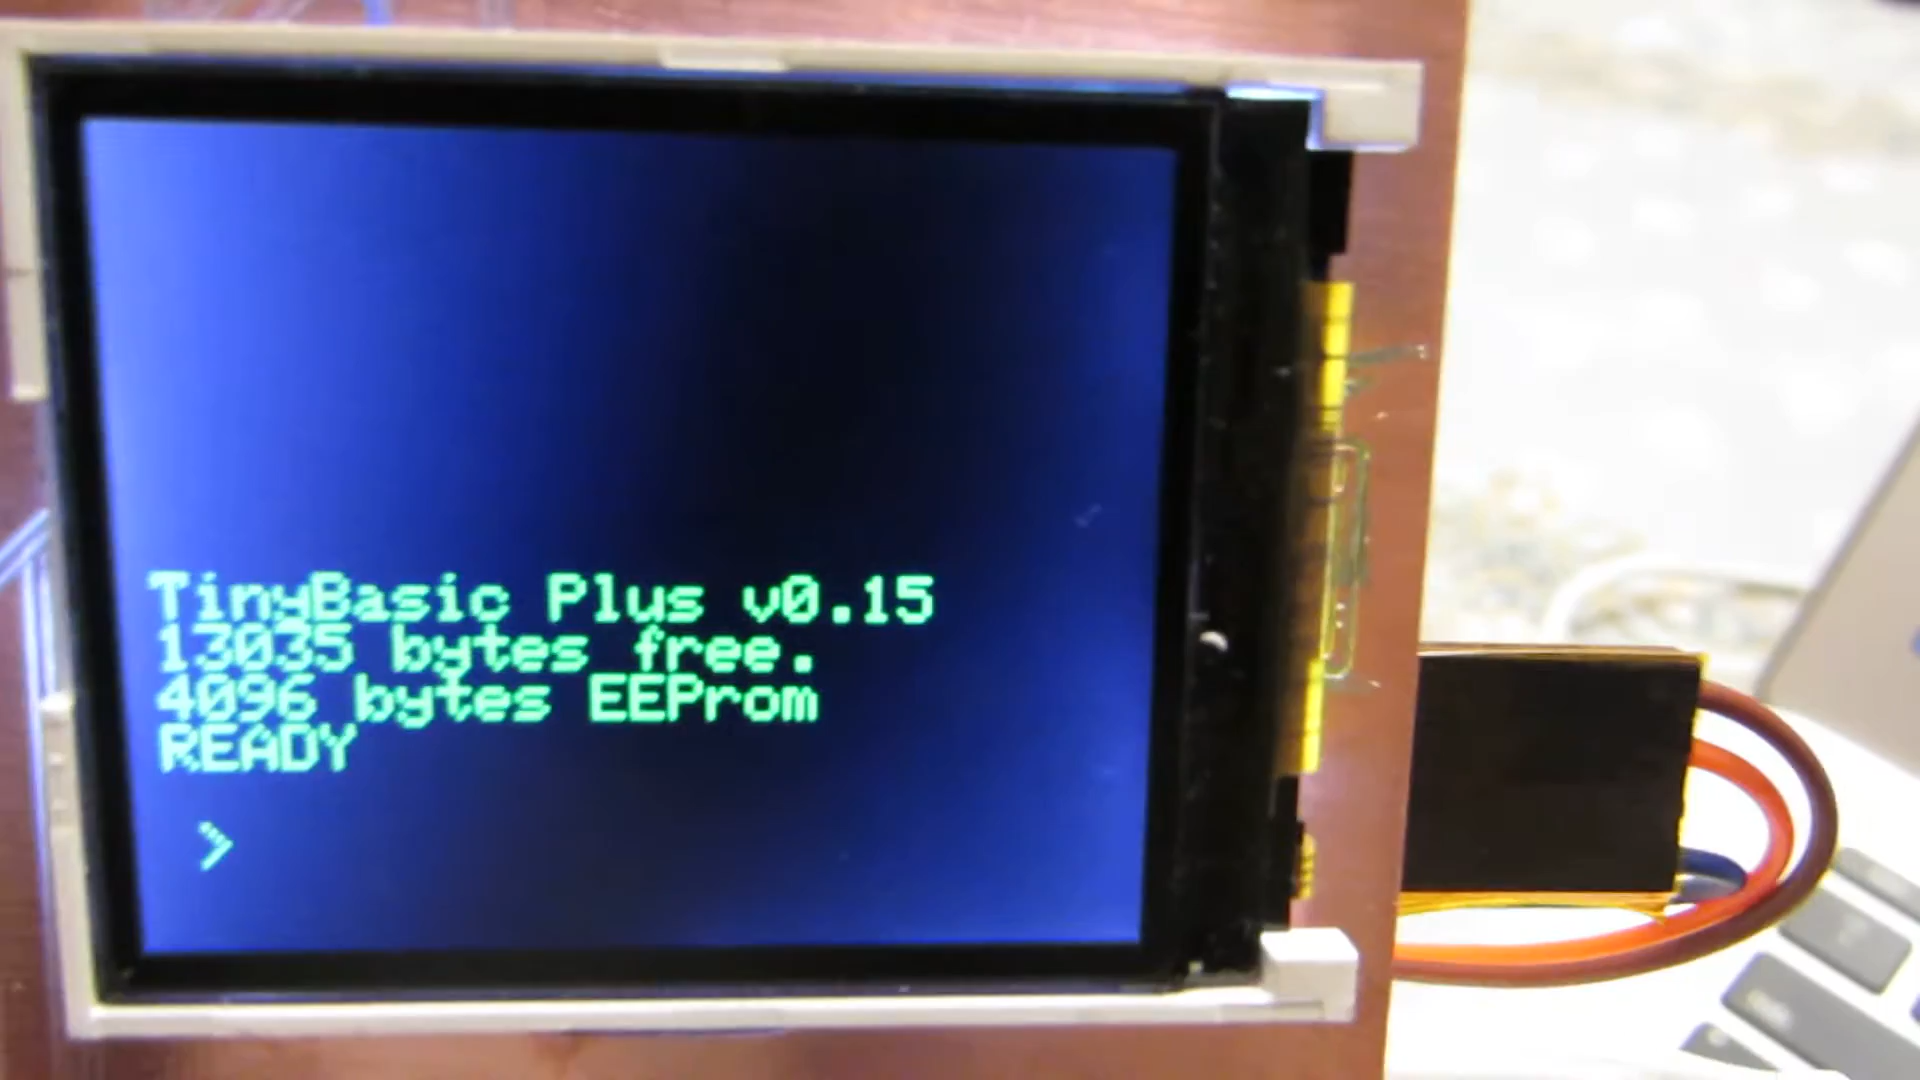 TinyBasic Plus v0.15
13035 bytes free.
4096 bytes EEProm
READY
>